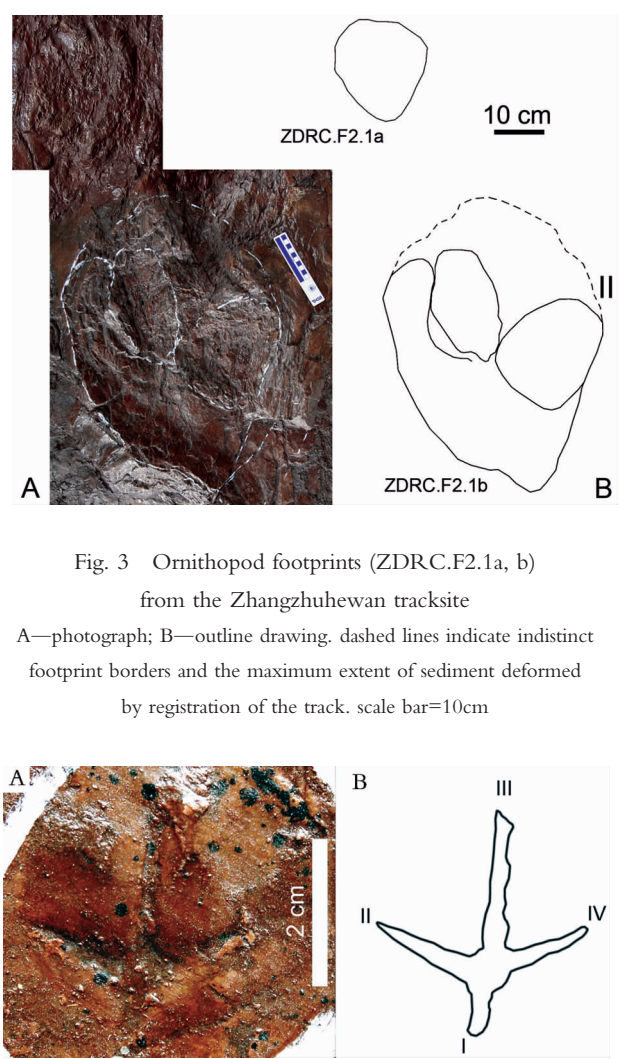 ZDRC.F2.1a
10 cm
II
A
ZDRC.F2.1b
B
Fig. 3 Ornithopod footprints (ZDRC.F2.1a, b)
from the Zhangzhuhewan tracksite
A—photograph; B—outline drawing. dashed lines indicate indistinct
footprint borders and the maximum extent of sediment deformed
by registration of the track. scale bar=10cm
A
2 cm
B
III
II
IV
I